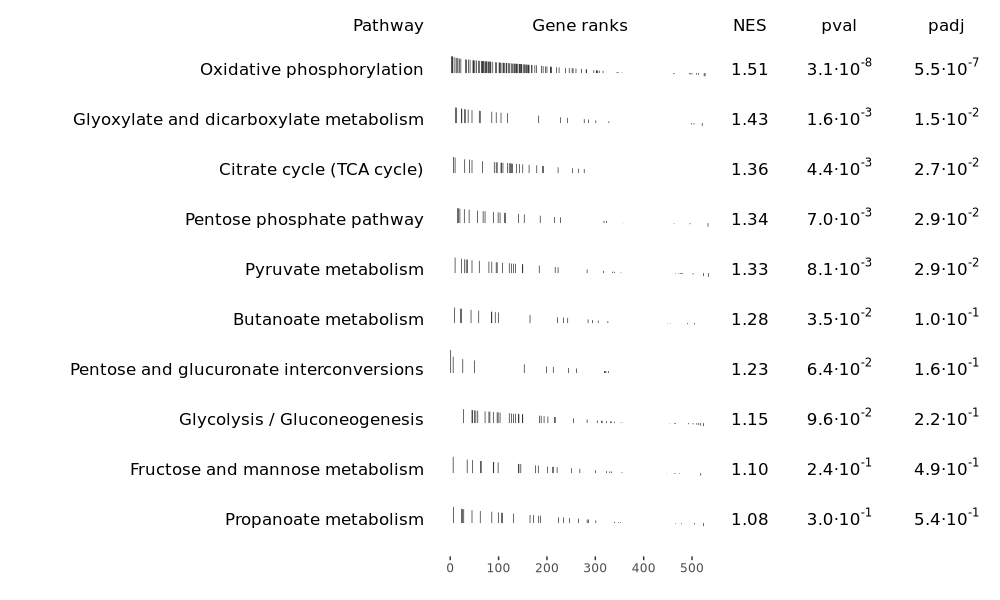 Pathway Gene ranks NES pval padj
Oxidative phosphorylation 1.51 3.1·10⁻⁸ 5.5·10⁻⁷
Glyoxylate and dicarboxylate metabolism 1.43 1.6·10⁻³ 1.5·10⁻²
Citrate cycle (TCA cycle) 1.36 4.4·10⁻³ 2.7·10⁻²
Pentose phosphate pathway 1.34 7.0·10⁻³ 2.9·10⁻²
Pyruvate metabolism 1.33 8.1·10⁻³ 2.9·10⁻²
Butanoate metabolism 1.28 3.5·10⁻² 1.0·10⁻¹
Pentose and glucuronate interconversions 1.23 6.4·10⁻² 1.6·10⁻¹
Glycolysis / Gluconeogenesis 1.15 9.6·10⁻² 2.2·10⁻¹
Fructose and mannose metabolism 1.10 2.4·10⁻¹ 4.9·10⁻¹
Propanoate metabolism 1.08 3.0·10⁻¹ 5.4·10⁻¹
0 100 200 300 400 500